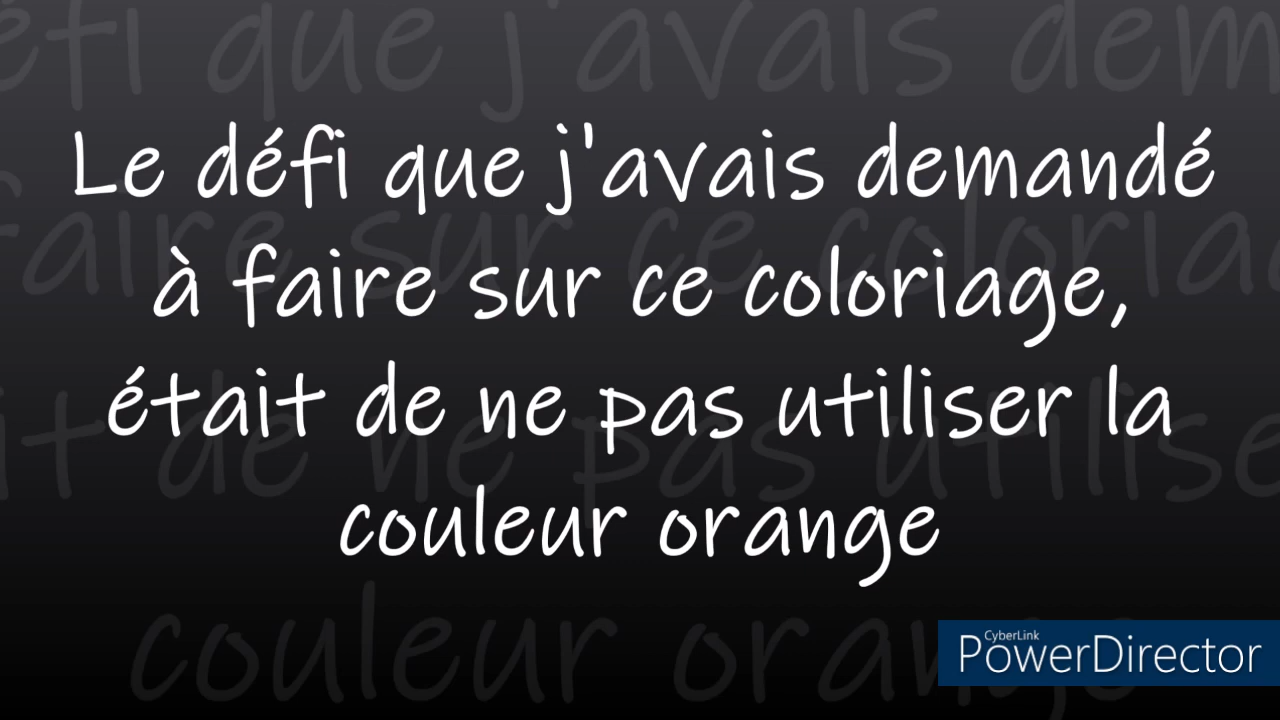 Le défi que j'avais demandé
à faire sur ce coloriage,
était de ne pas utiliser la
couleur orange
CyberLink
PowerDirector